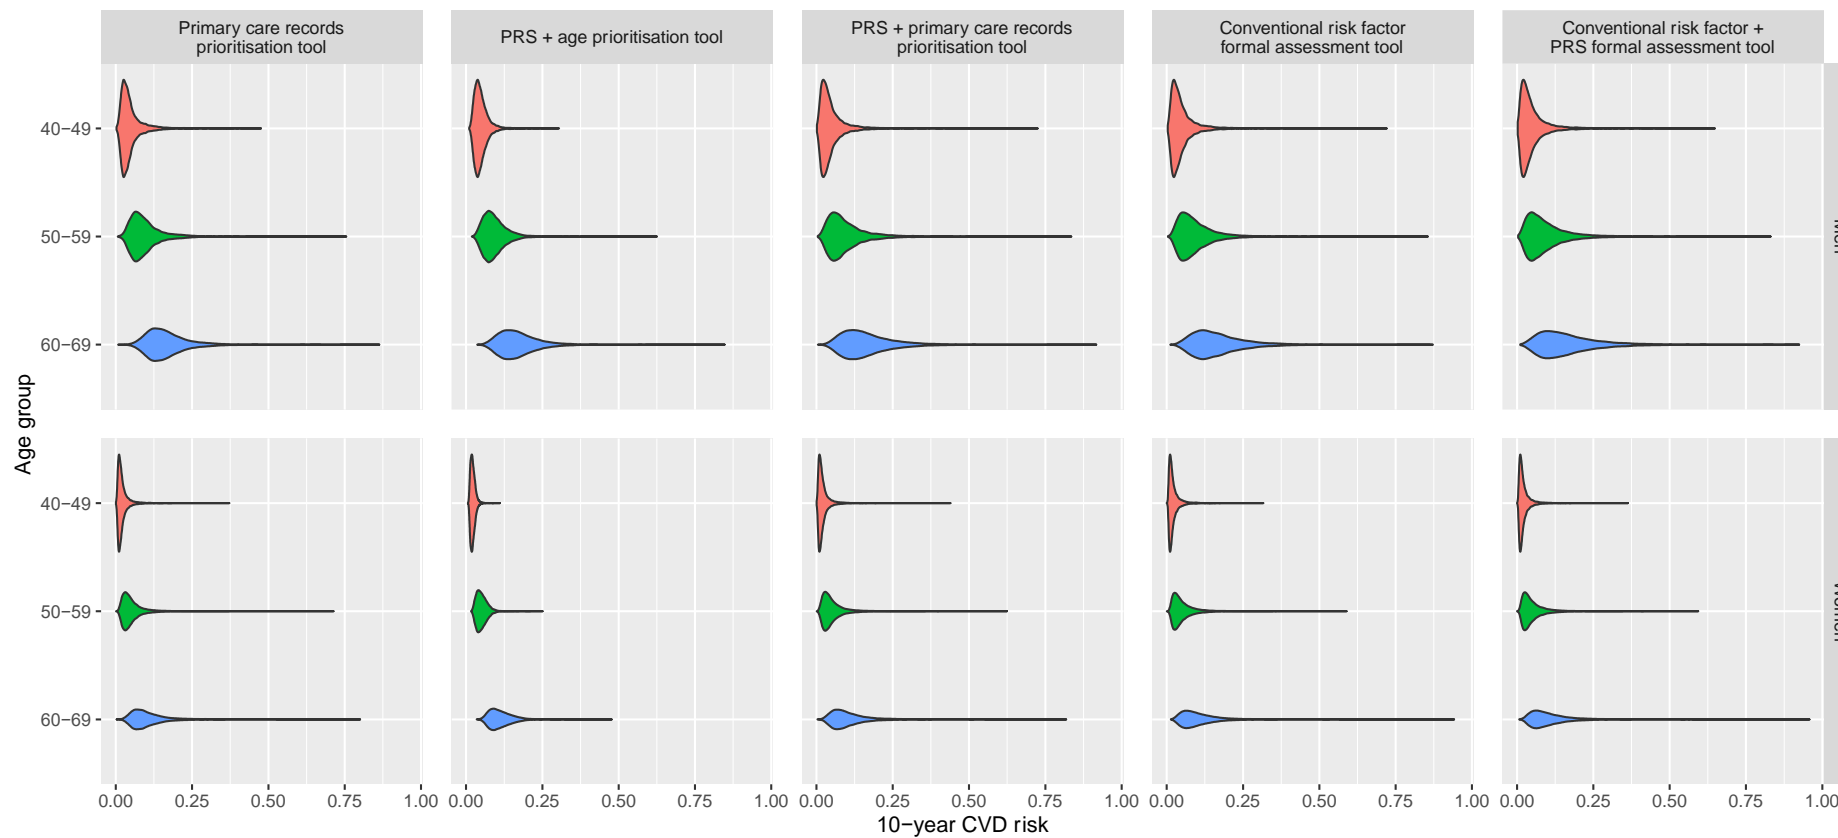 Primary care records
prioritisation tool
PRS + age prioritisation tool
PRS + primary care records
prioritisation tool
Conventional risk factor
formal assessment tool
Conventional risk factor +
PRS formal assessment tool
40−49
50−59
60−69
40−49
50−59
60−69
Age group
0.00 0.25 0.50 0.75 1.00 0.00 0.25 0.50 0.75 1.00 0.00 0.25 0.50 0.75 1.00 0.00 0.25 0.50 0.75 1.00 0.00 0.25 0.50 0.75 1.00
10−year CVD risk